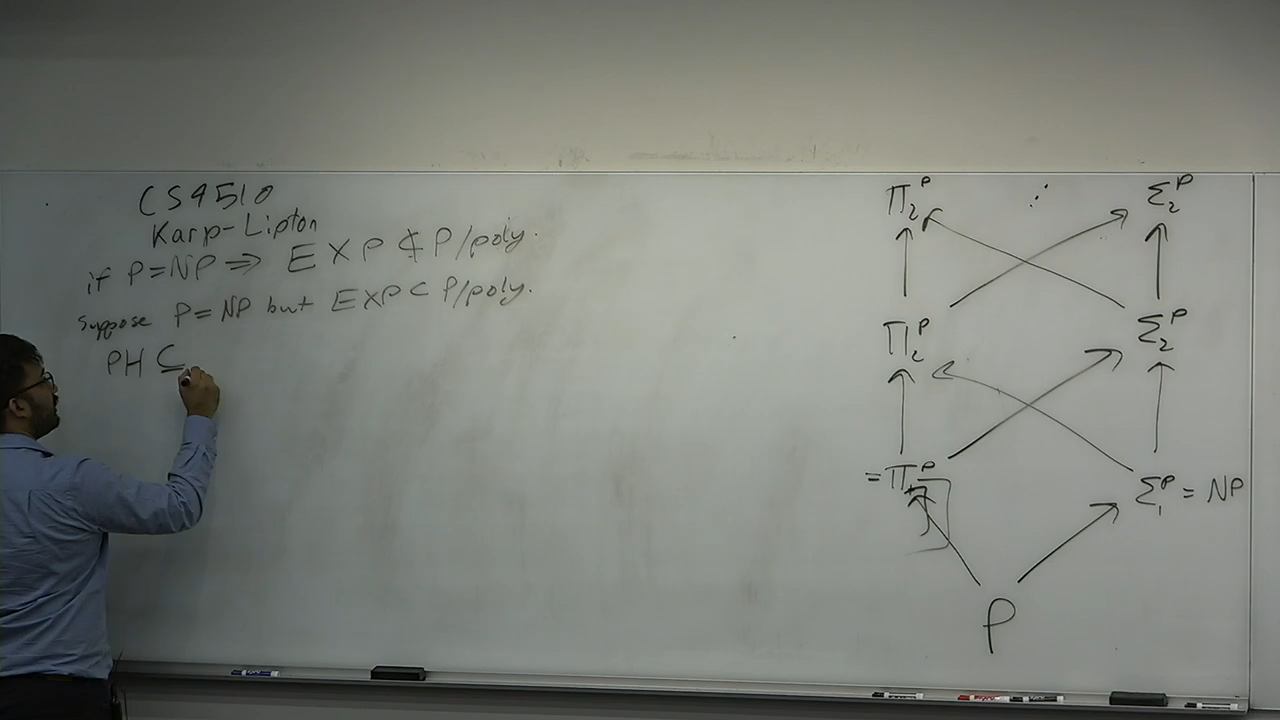 CS4510
Karp-Lipton
if P=NP ⇒ EXP ⊄ P/poly.
Suppose P=NP but EXP ⊂ P/poly.
PH ⊆
Π₂ᴾ ⋰ Σ₂ᴾ
Π₂ᴾ Σ₂ᴾ
= Π ᴾ Σ₁ᴾ = NP
P